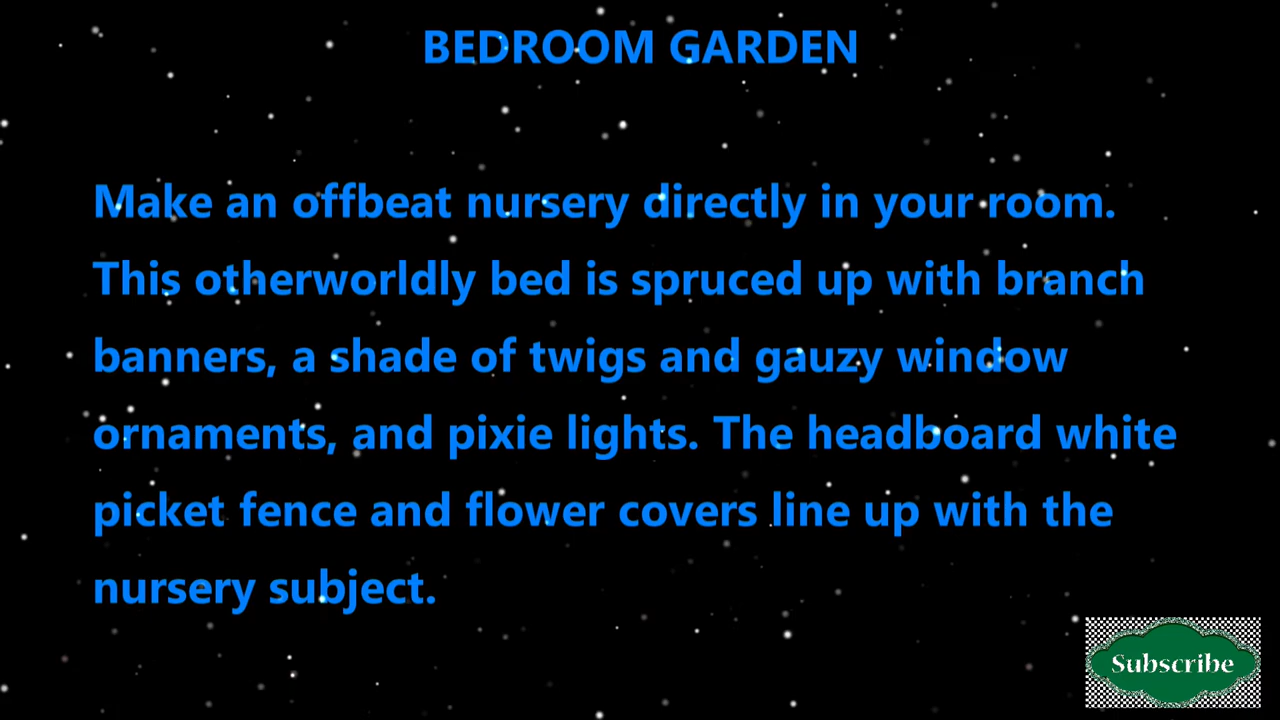 BEDROOM GARDEN
Make an offbeat nursery directly in your room.
This otherworldly bed is spruced up with branch
banners, a shade of twigs and gauzy window
ornaments, and pixie lights. The headboard white
picket fence and flower covers line up with the
nursery subject.
Subscribe